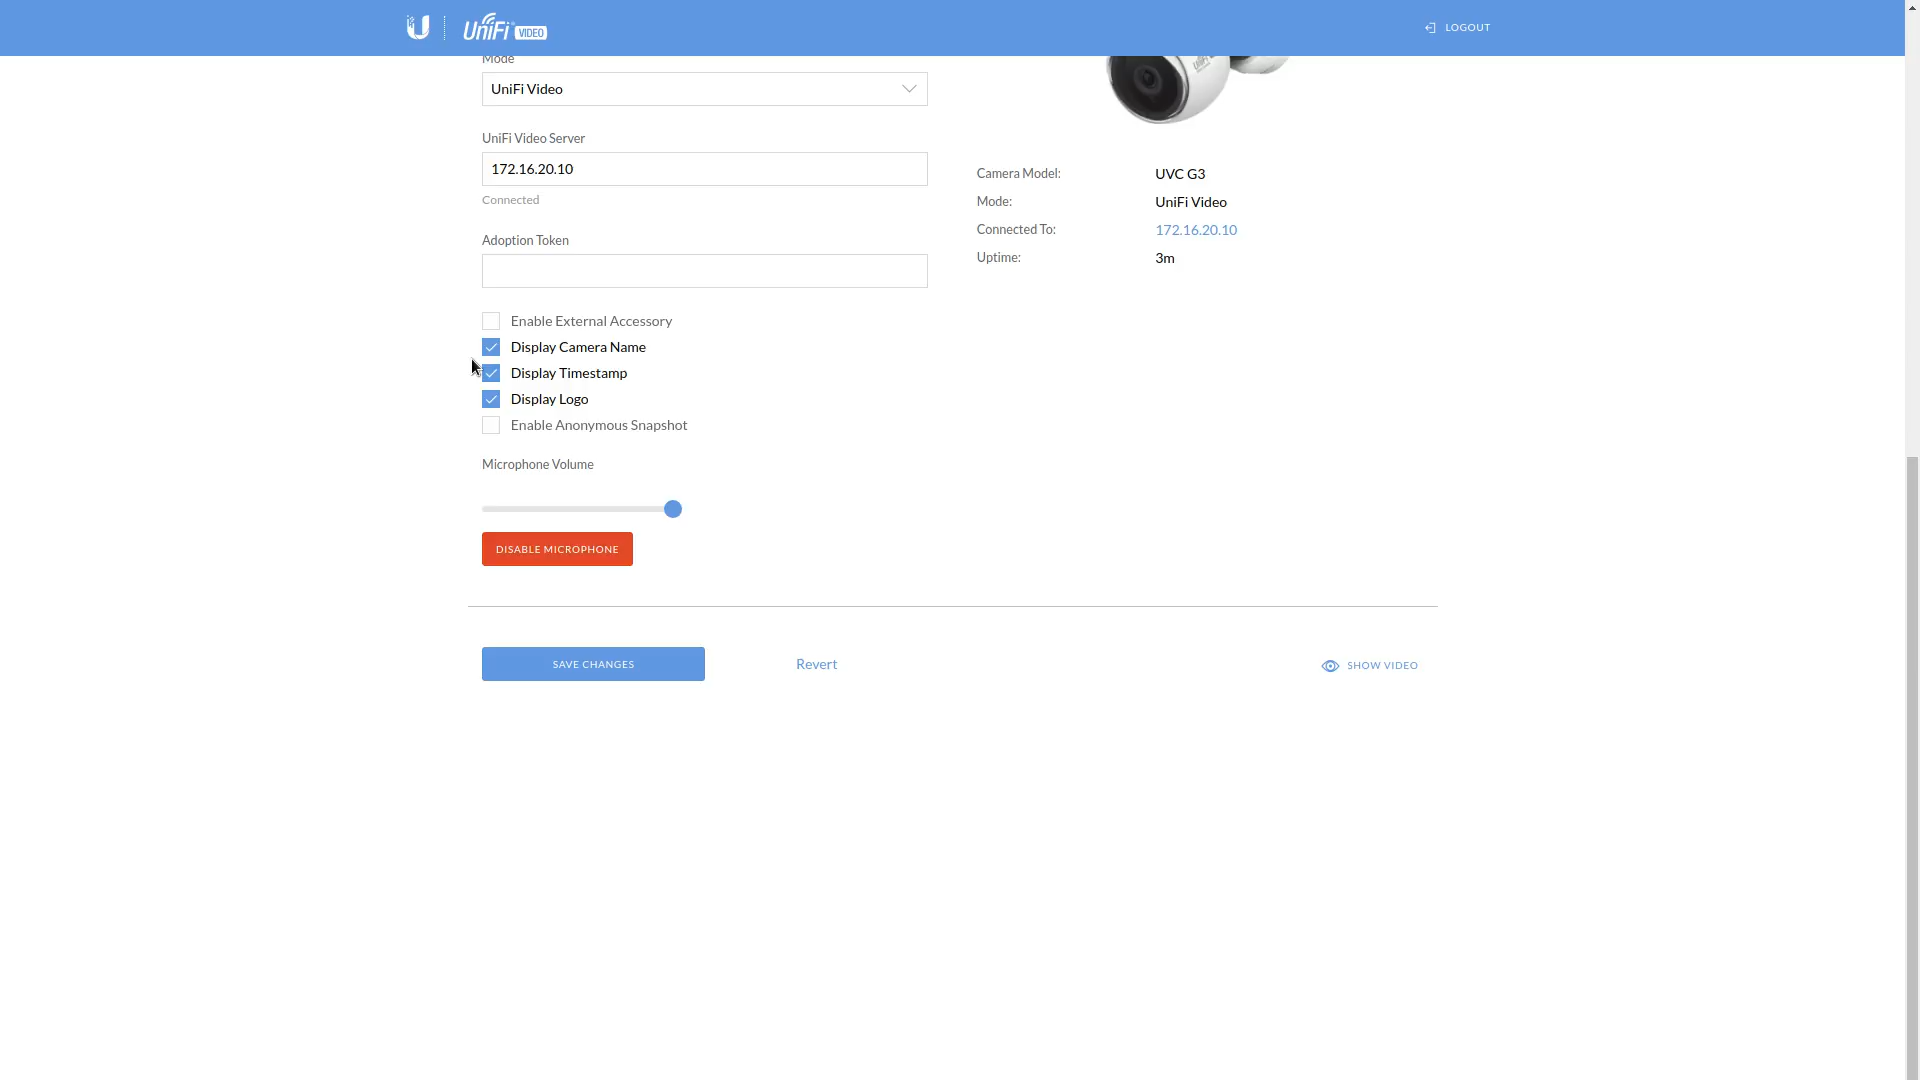 UniFi VIDEO
LOGOUT
Mode
UniFi Video
UniFi Video Server
172.16.20.10
Connected
Adoption Token
Enable External Accessory
Display Camera Name
Display Timestamp
Display Logo
Enable Anonymous Snapshot
Microphone Volume
DISABLE MICROPHONE
Camera Model: UVC G3
Mode: UniFi Video
Connected To: 172.16.20.10
Uptime: 3m
SAVE CHANGES
Revert
SHOW VIDEO